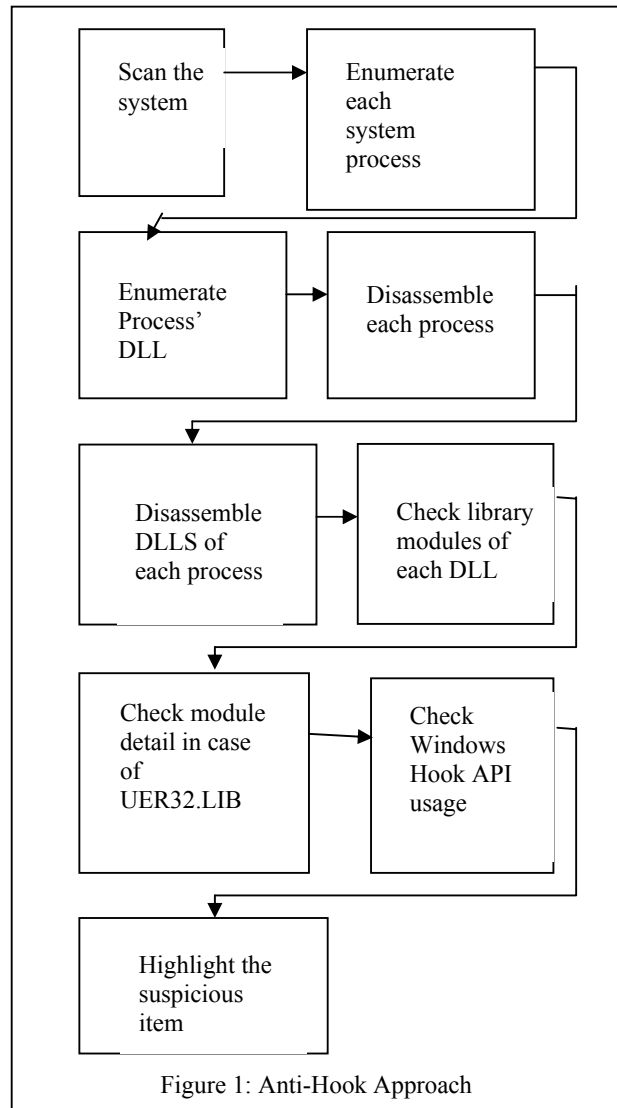 Scan the
system
Enumerate
each
system
process
Enumerate
Process’
DLL
Disassemble
each process
Disassemble
DLLS of
each process
Check library
modules of
each DLL
Check module
detail in case
of
UER32.LIB
Check
Windows
Hook API
usage
Highlight the
suspicious
item
Figure 1: Anti-Hook Approach